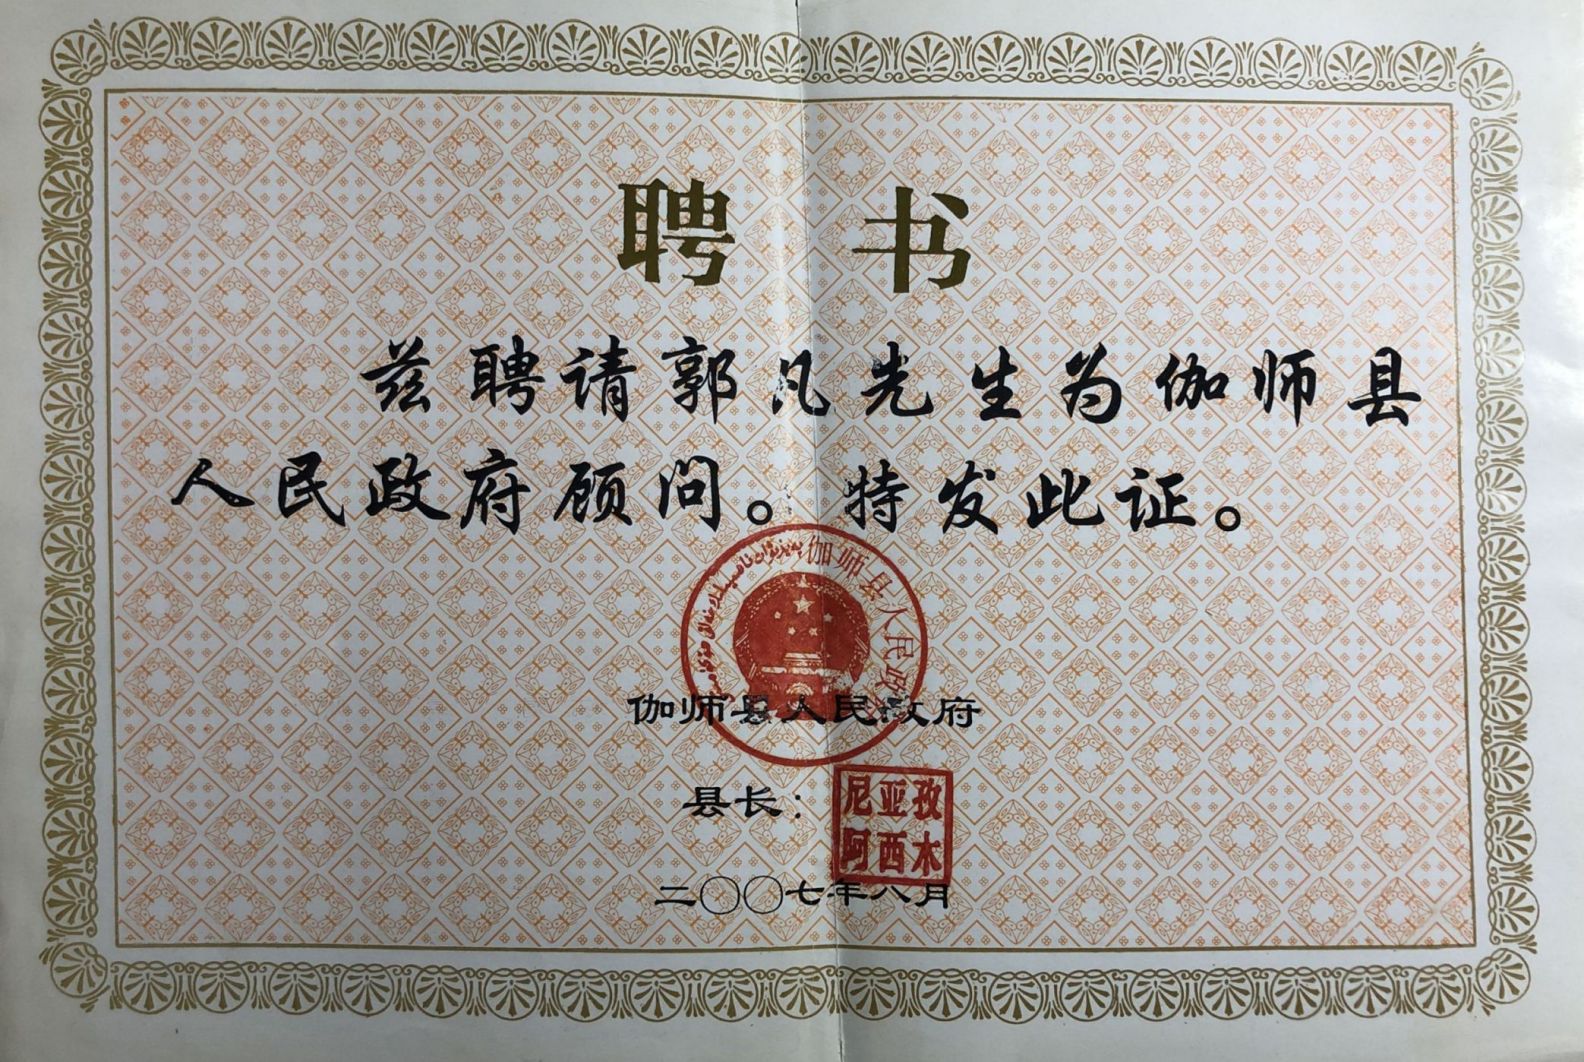 聘书
兹聘请郭凡先生为伽师县
人民政府顾问。特发此证。
伽师县人民政
伽师县人民政府
县长：
尼亚孜
阿西木
二〇〇七年八月